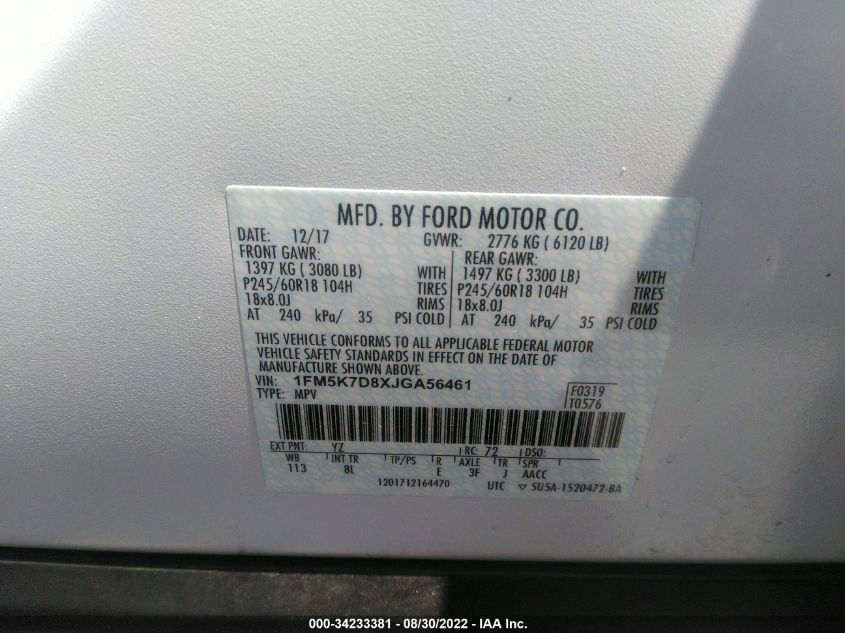 MFD. BY FORD MOTOR CO.
DATE: 12/17 GVWR: 2776 KG ( 6120 LB)
FRONT GAWR: REAR GAWR:
1397 KG ( 3080 LB) WITH 1497 KG ( 3300 LB) WITH
P245/60R18 104H TIRES P245/60R18 104H TIRES
18x8.0J RIMS 18x8.0J RIMS
AT 240 kPa/ 35 PSI COLD AT 240 kPa/ 35 PSI COLD
THIS VEHICLE CONFORMS TO ALL APPLICABLE FEDERAL MOTOR
VEHICLE SAFETY STANDARDS IN EFFECT ON THE DATE OF
MANUFACTURE SHOWN ABOVE.
VIN: 1FM5K7D8XJGA56461 F0319
TYPE: MPV T0576
EXT PNT: YZ RC: 72 DSO:
WB INT TR TP/PS R AXLE TR SPR
113 8L E 3F J AACC
1201712164470 UTC ▽ 5U5A-1520472-BA
000-34233381 - 08/30/2022 - IAA Inc.